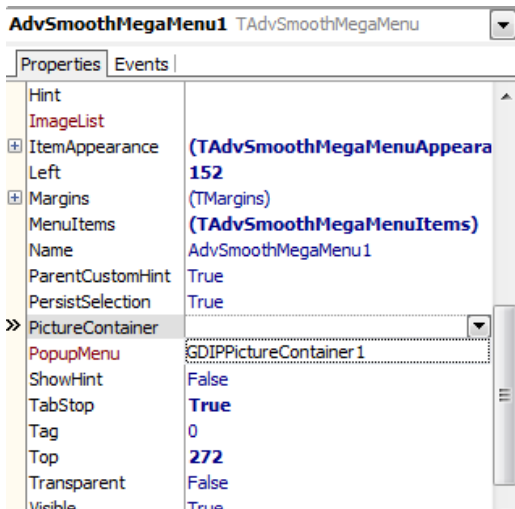 AdvSmoothMegaMenu1 TAdvSmoothMegaMenu
Properties Events
Hint
ImageList
ItemAppearance (TAdvSmoothMegaMenuAppeara
Left 152
Margins (TMargins)
MenuItems (TAdvSmoothMegaMenuItems)
Name AdvSmoothMegaMenu1
ParentCustomHint True
PersistSelection True
PictureContainer
PopupMenu GDIPPictureContainer1
ShowHint False
TabStop True
Tag 0
Top 272
Transparent False
Visible True